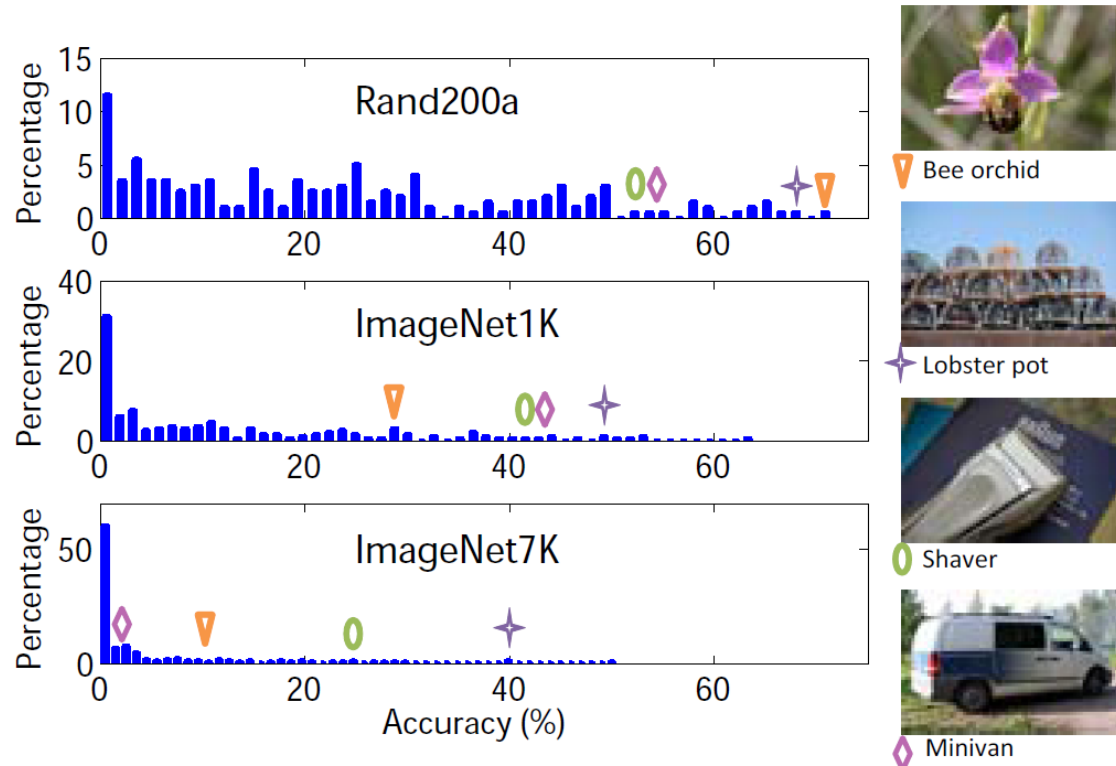 15
10
5
0
Percentage
Rand200a
0 20 40 60
Bee orchid
40
20
0
Percentage
ImageNet1K
0 20 40 60
Lobster pot
50
0
Percentage
ImageNet7K
0 20 40 60
Accuracy (%)
Shaver
Minivan